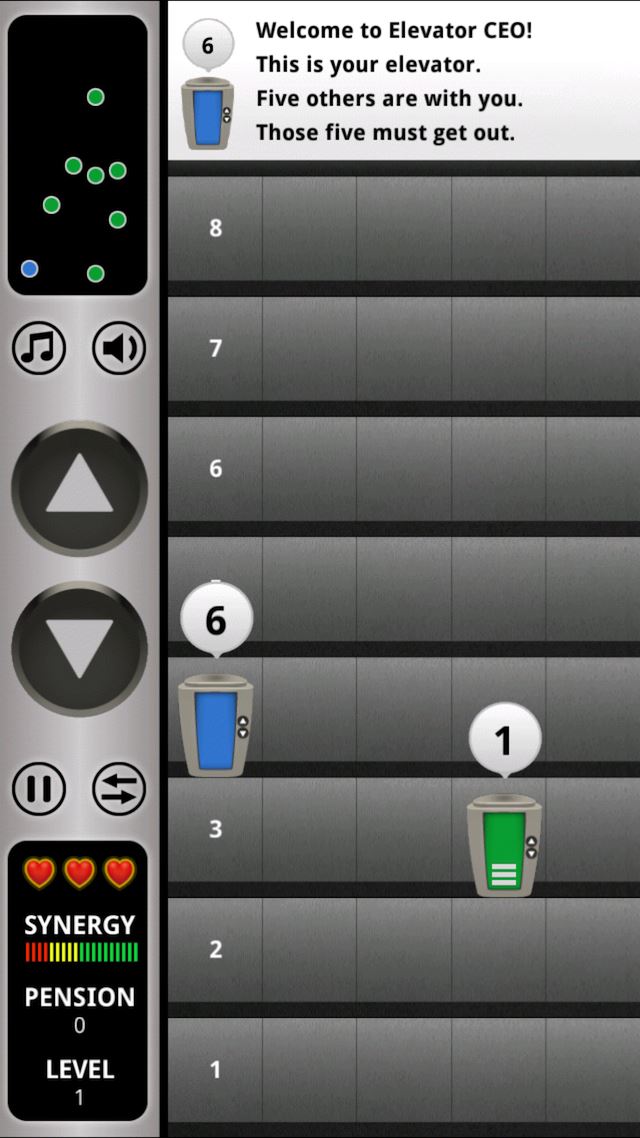 6
Welcome to Elevator CEO!
This is your elevator.
Five others are with you.
Those five must get out.
8
7
6
6
1
3
2
1
SYNERGY
PENSION
0
LEVEL
1